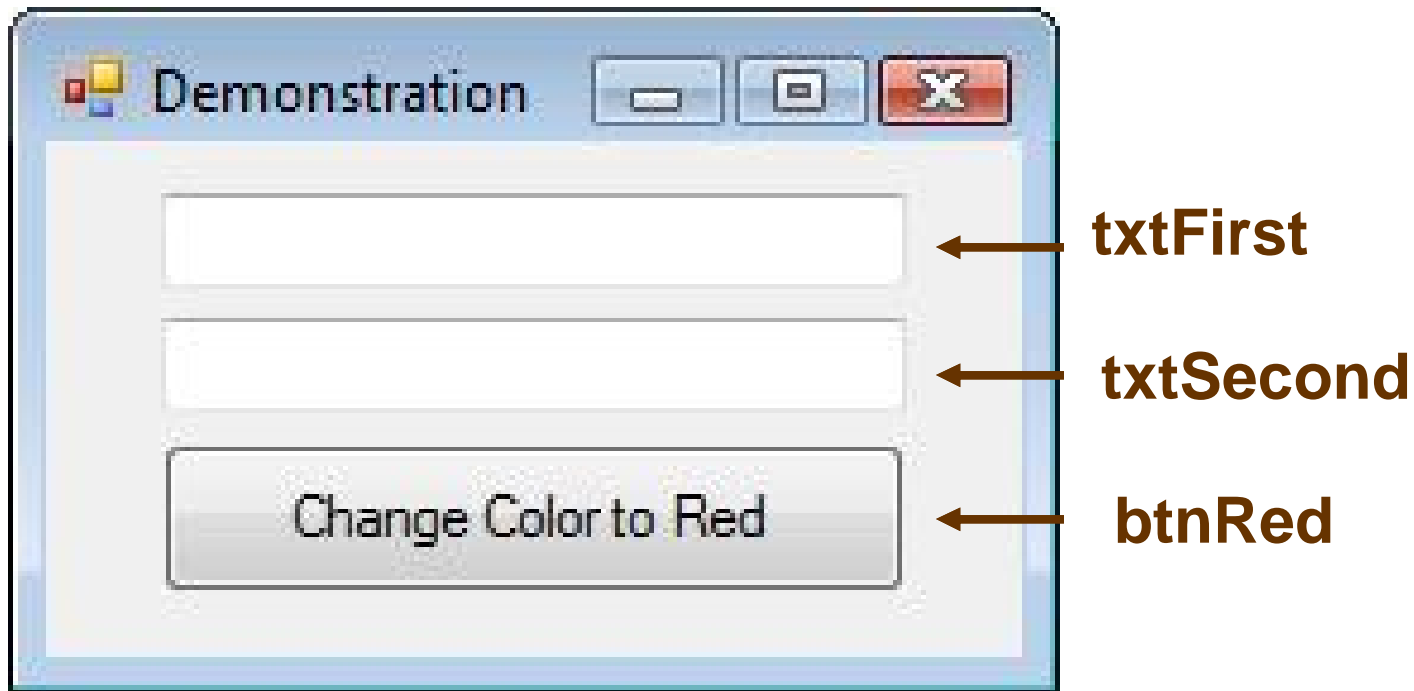 Demonstration
txtFirst
txtSecond
Change Color to Red
btnRed